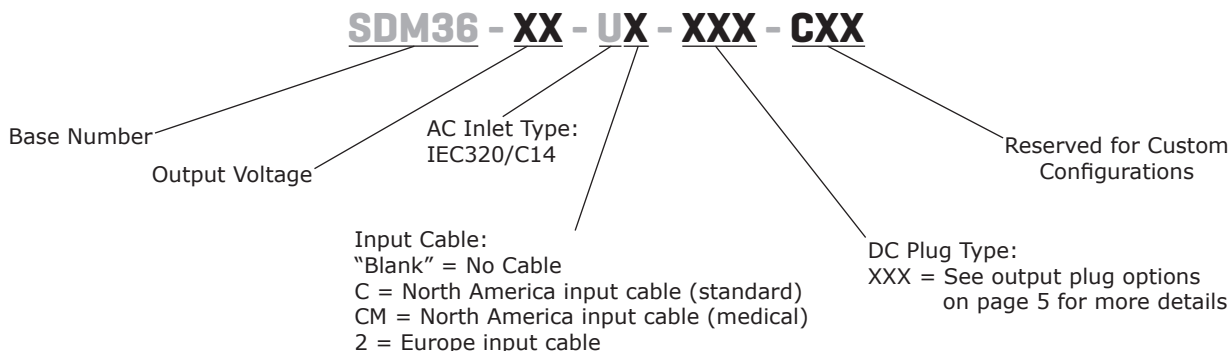 SDM36 - XX - UX - XXX - CXX
Base Number
Output Voltage
AC Inlet Type:
IEC320/C14
Input Cable:
“Blank” = No Cable
C = North America input cable (standard)
CM = North America input cable (medical)
2 = Europe input cable
DC Plug Type:
XXX = See output plug options
on page 5 for more details
Reserved for Custom
Configurations